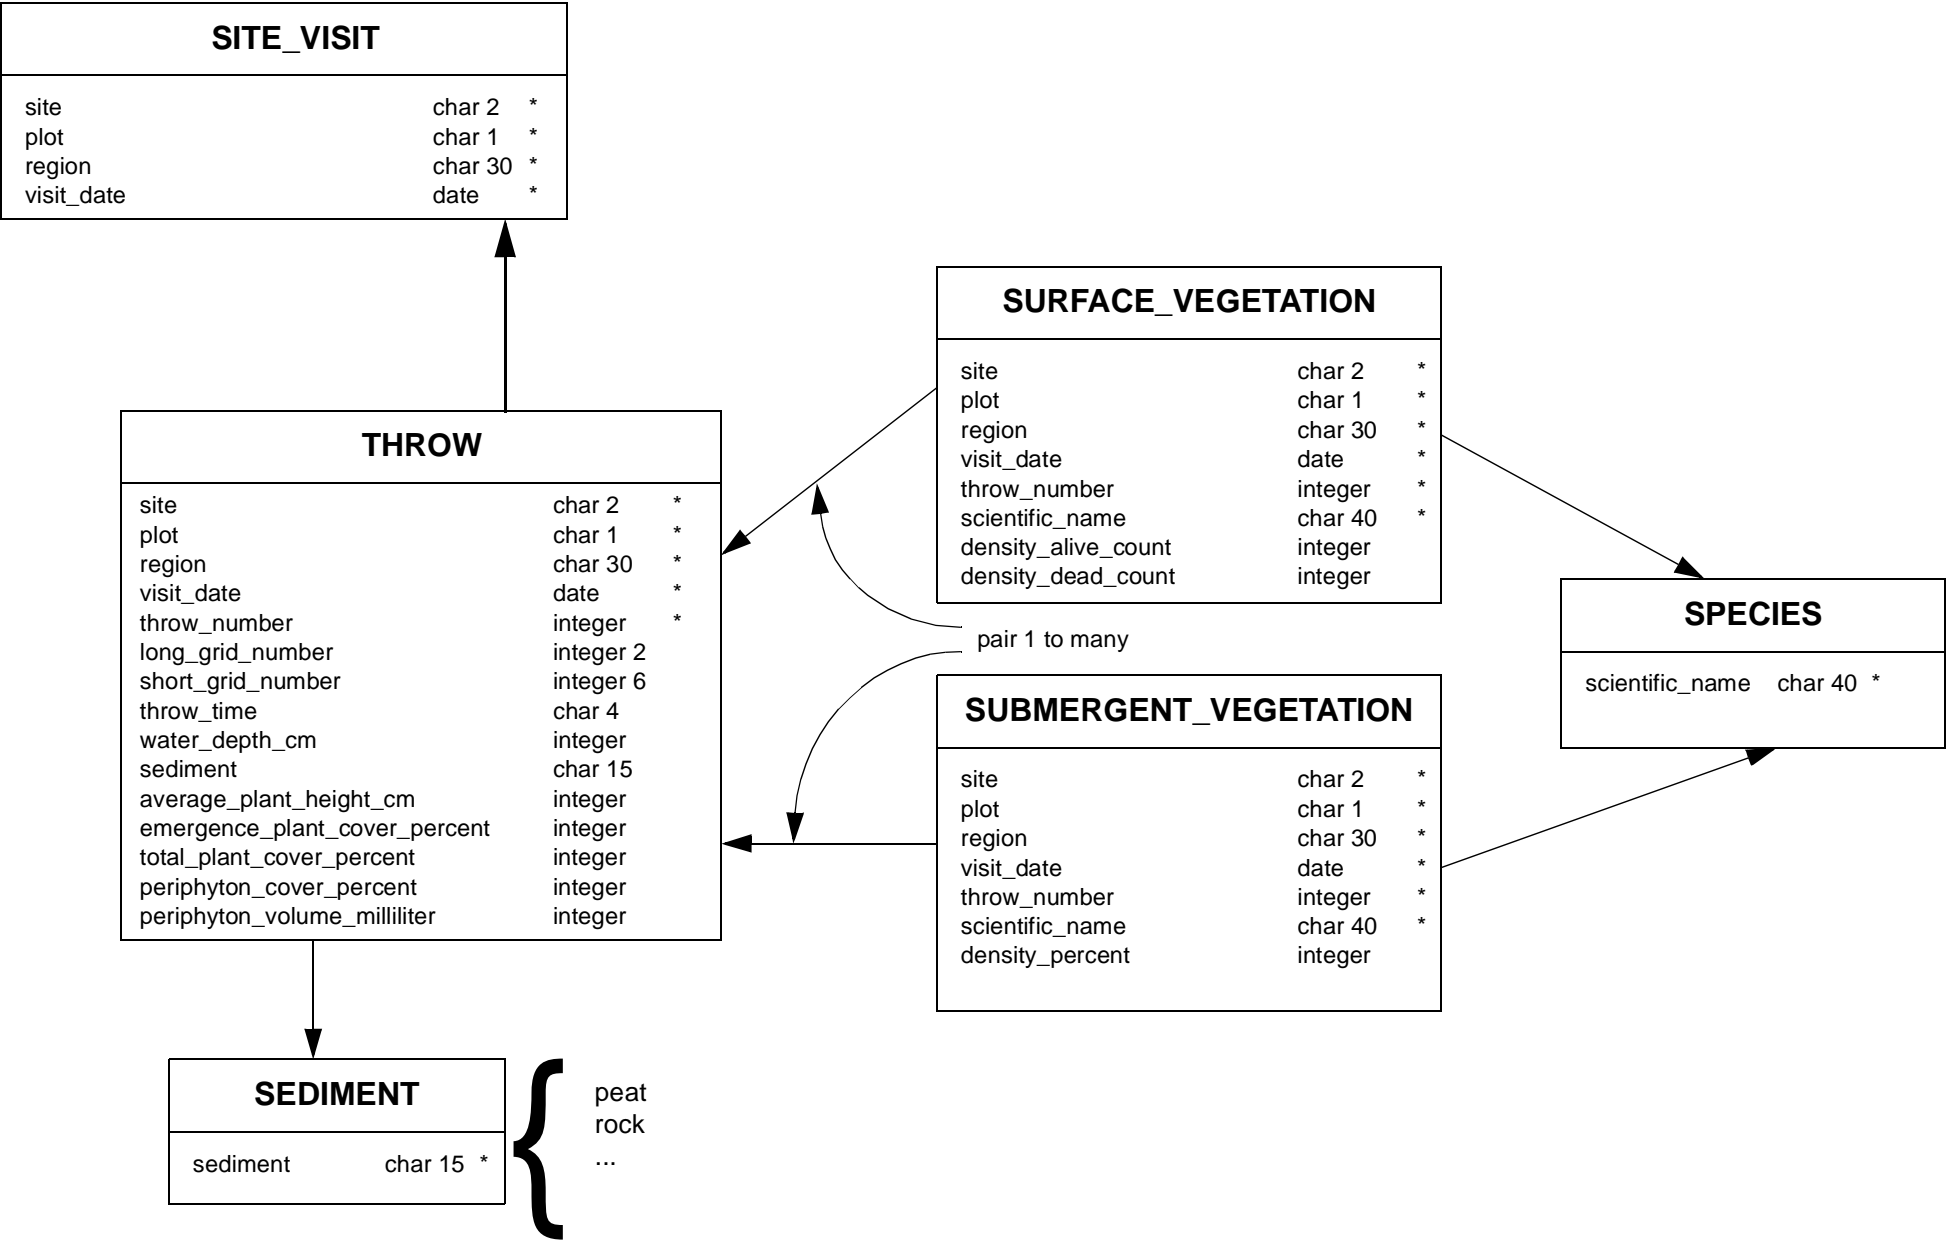 SITE_VISIT
site char 2 *
plot char 1 *
region char 30 *
visit_date date *
THROW
site char 2 *
plot char 1 *
region char 30 *
visit_date date *
throw_number integer *
long_grid_number integer 2
short_grid_number integer 6
throw_time char 4
water_depth_cm integer
sediment char 15
average_plant_height_cm integer
emergence_plant_cover_percent integer
total_plant_cover_percent integer
periphyton_cover_percent integer
periphyton_volume_milliliter integer
SURFACE_VEGETATION
site char 2 *
plot char 1 *
region char 30 *
visit_date date *
throw_number integer *
scientific_name char 40 *
density_alive_count integer
density_dead_count integer
pair 1 to many
SUBMERGENT_VEGETATION
site char 2 *
plot char 1 *
region char 30 *
visit_date date *
throw_number integer *
scientific_name char 40 *
density_percent integer
SPECIES
scientific_name char 40 *
SEDIMENT
sediment char 15 *
{
peat
rock
...